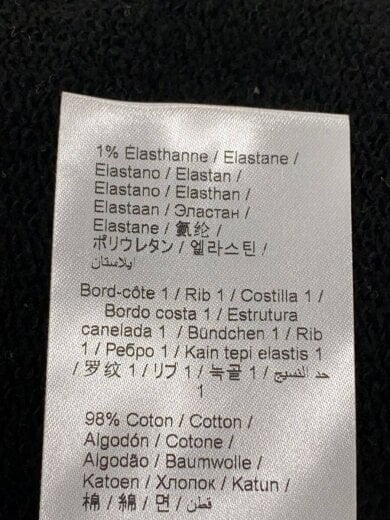 1% Élasthanne / Elastane /
Elastano / Elastan /
Elastano / Elasthan /
Elastaan / Эластан /
Elastane / 氨纶 /
ポリウレタン / 엘라스틴 /
ايلاستان
Bord-côte 1 / Rib 1 / Costilla 1 /
Bordo costa 1 / Estrutura
canelada 1 / Bündchen 1 / Rib
1 / Ребро 1 / Kain tepi elastis 1
/ 罗纹 1 / リブ 1 / 녹골 1 / حد النسيج /
1
98% Coton / Cotton /
Algodón / Cotone /
Algodão / Baumwolle /
Katoen / Хлопок / Katun /
棉 / 綿 / 면 / قطن /